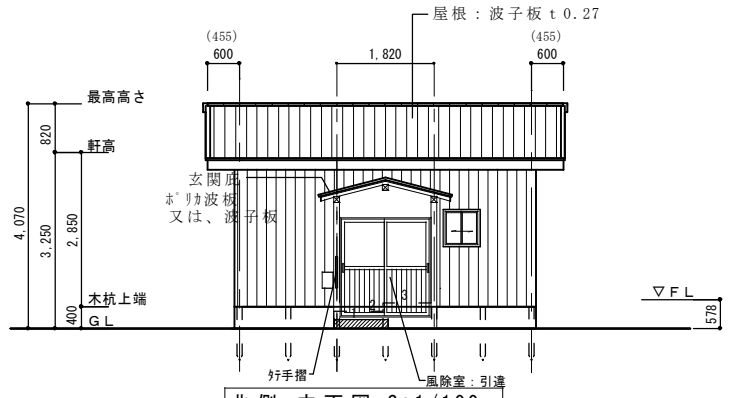 屋根：波子板 t 0.27
(455)
600
1,820
(455)
600
最高高さ
820
軒高
玄関庇
ポリカ波板
又は、波子板
4,070
3,250
2,850
木杭上端
400
GL
▽FL
578
2
3
ﾀﾃ手摺
風除室：引違